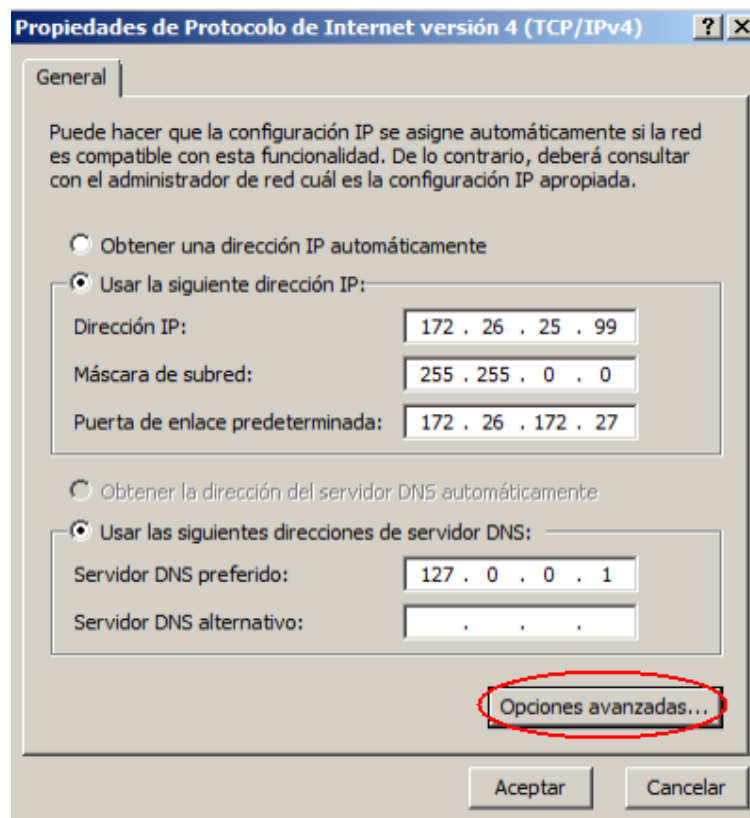 Propiedades de Protocolo de Internet versión 4 (TCP/IPv4)
General
Puede hacer que la configuración IP se asigne automáticamente si la red
es compatible con esta funcionalidad. De lo contrario, deberá consultar
con el administrador de red cuál es la configuración IP apropiada.
Obtener una dirección IP automáticamente
Usar la siguiente dirección IP:
Dirección IP: 172 . 26 . 25 . 99
Máscara de subred: 255 . 255 . 0 . 0
Puerta de enlace predeterminada: 172 . 26 . 172 . 27
Obtener la dirección del servidor DNS automáticamente
Usar las siguientes direcciones de servidor DNS:
Servidor DNS preferido: 127 . 0 . 0 . 1
Servidor DNS alternativo: . . .
Opciones avanzadas...
Aceptar Cancelar